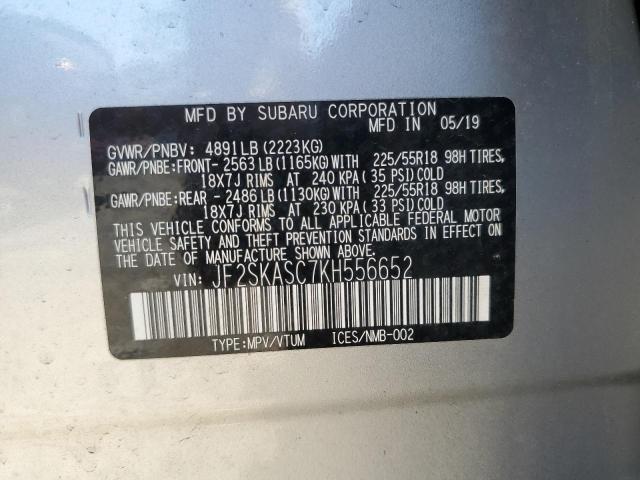 MFD BY SUBARU CORPORATION
MFD IN 05/19
GVWR/PNBV: 4891LB (2223KG)
GAWR/PNBE:FRONT- 2563 LB (1165KG) WITH 225/55R18 98H TIRES,
18X7J RIMS AT 240 KPA (35 PSI) COLD
GAWR/PNBE:REAR - 2486 LB (1130KG) WITH 225/55R18 98H TIRES,
18X7J RIMS AT 230 KPA (33 PSI) COLD
THIS VEHICLE CONFORMS TO ALL APPLICABLE FEDERAL MOTOR
VEHICLE SAFETY AND THEFT PREVENTION STANDARDS IN EFFECT ON
THE DATE OF MANUFACTURE SHOWN ABOVE.
VIN: JF2SKASC7KH556652
TYPE:MPV/VTUM ICES/NMB-002